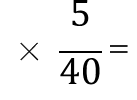 × 5/40 =